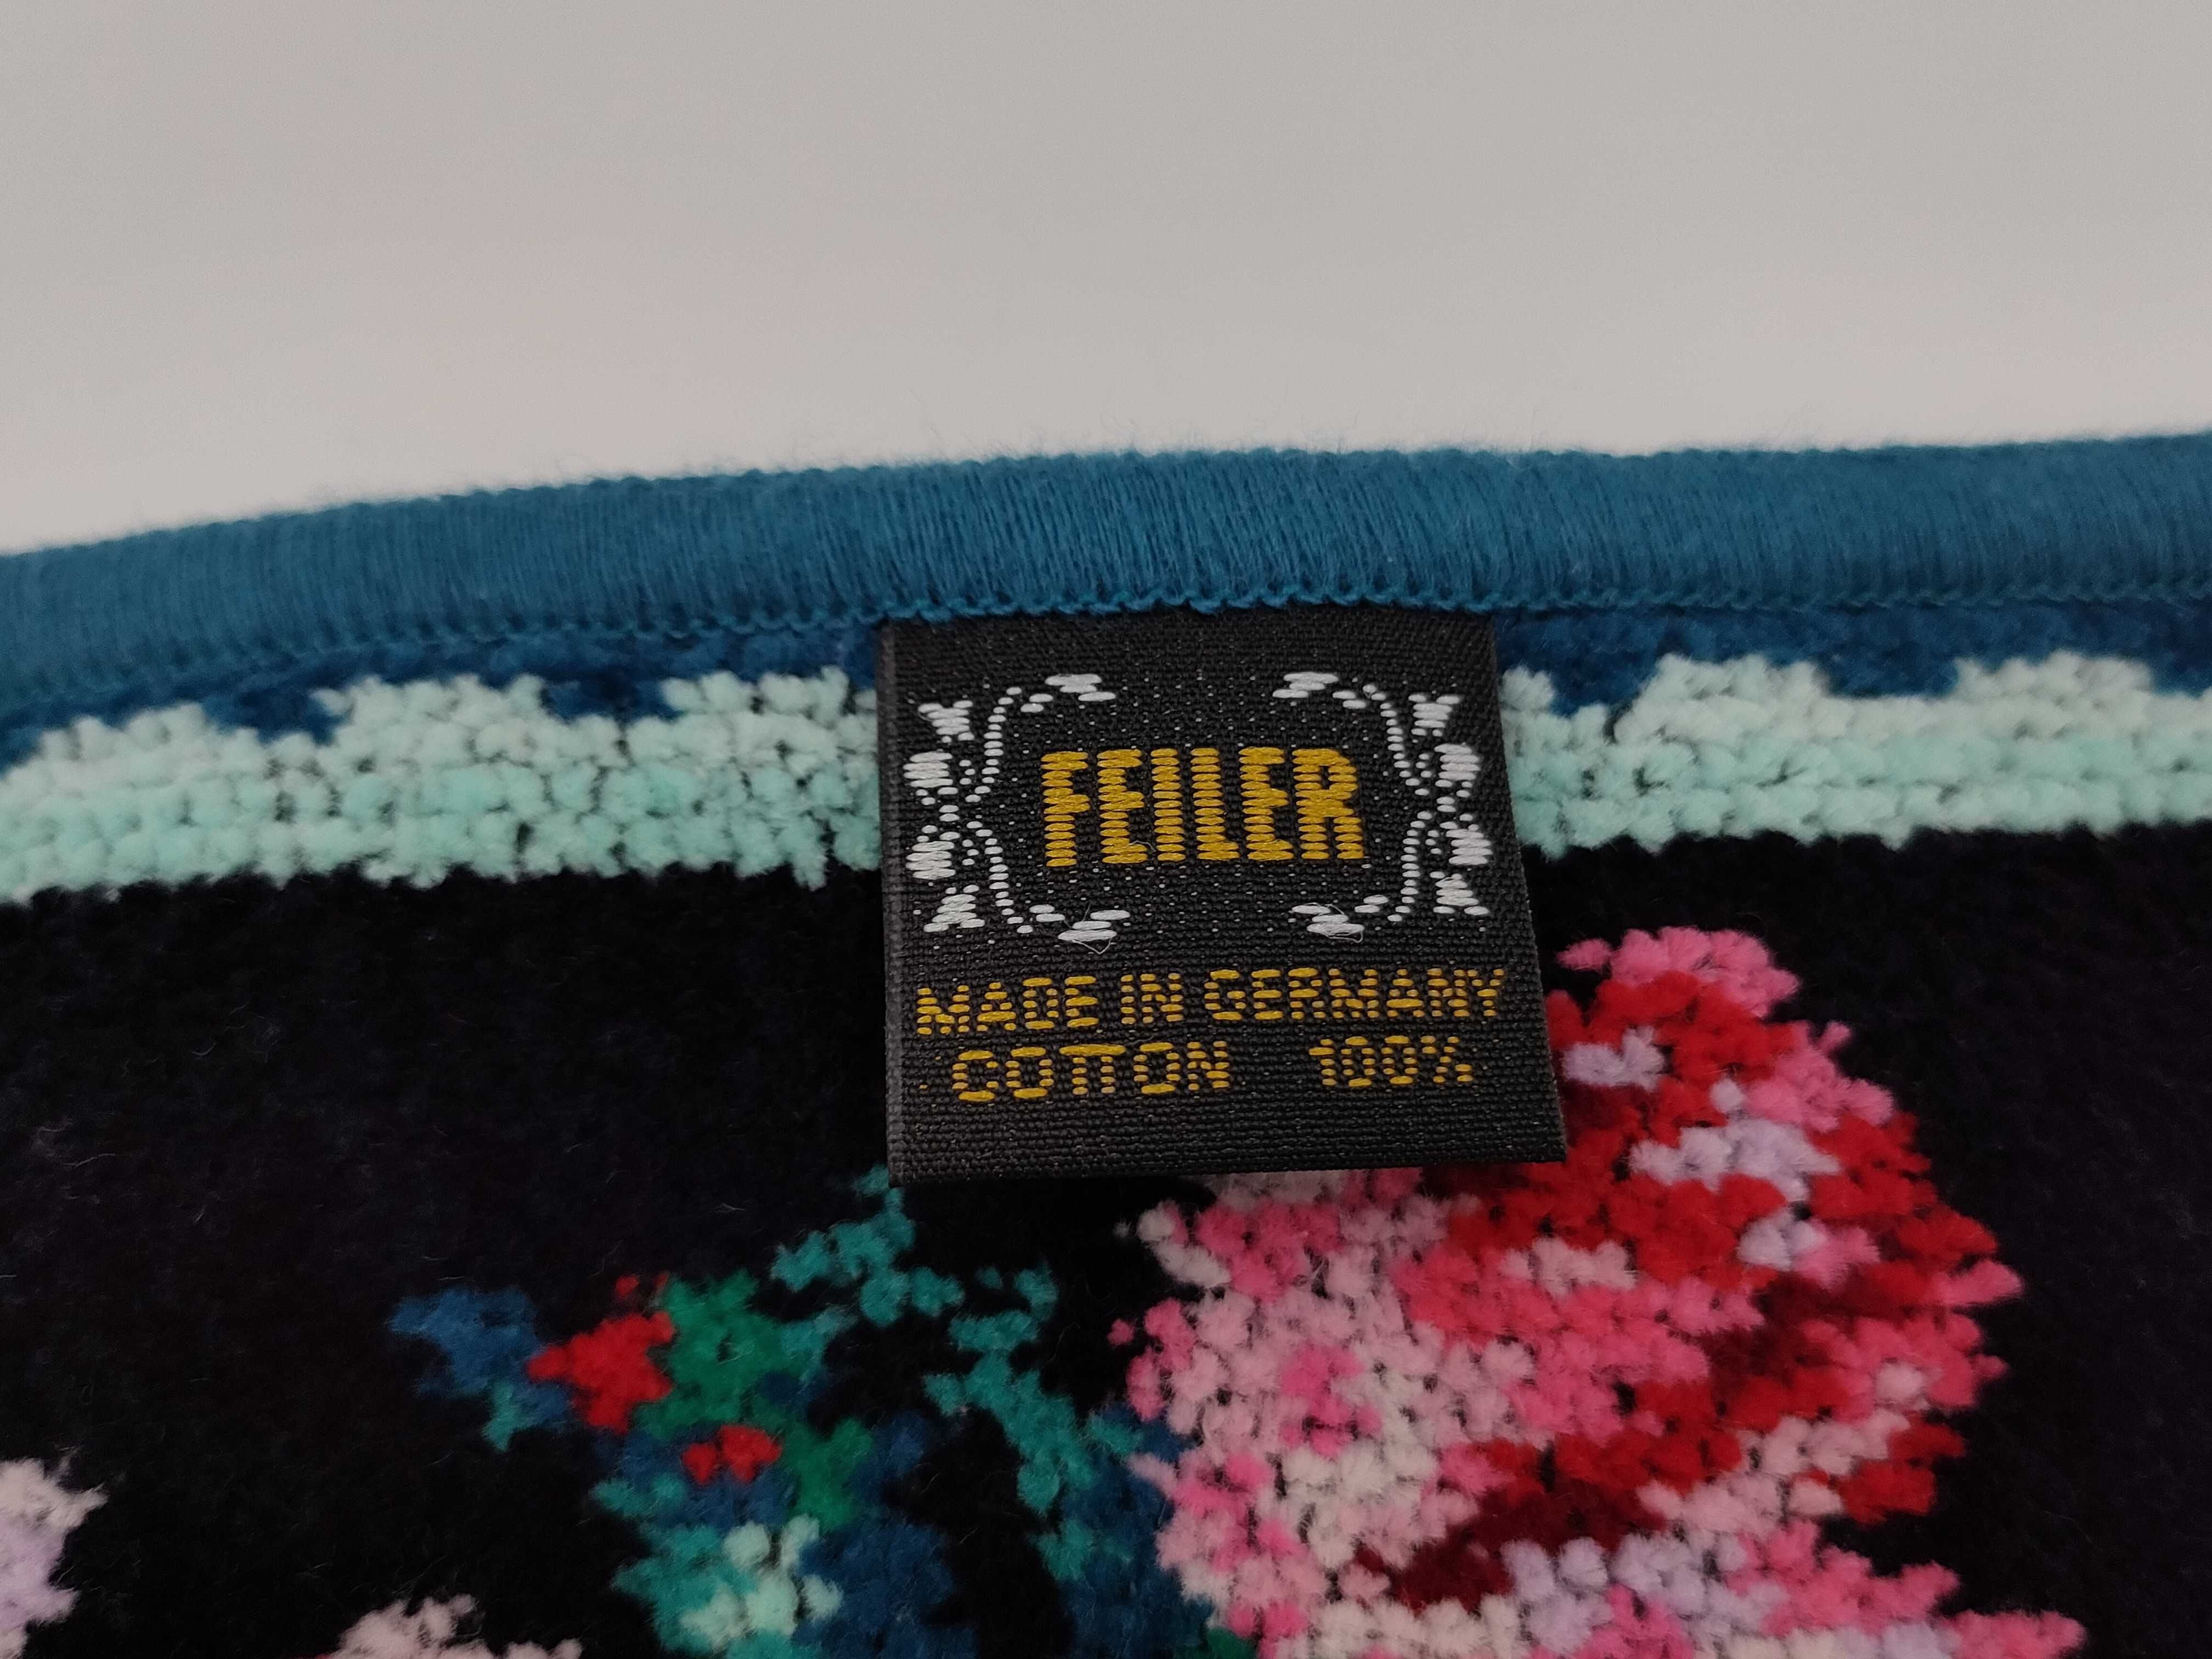 FEILER
MADE IN GERMANY
COTTON 100%